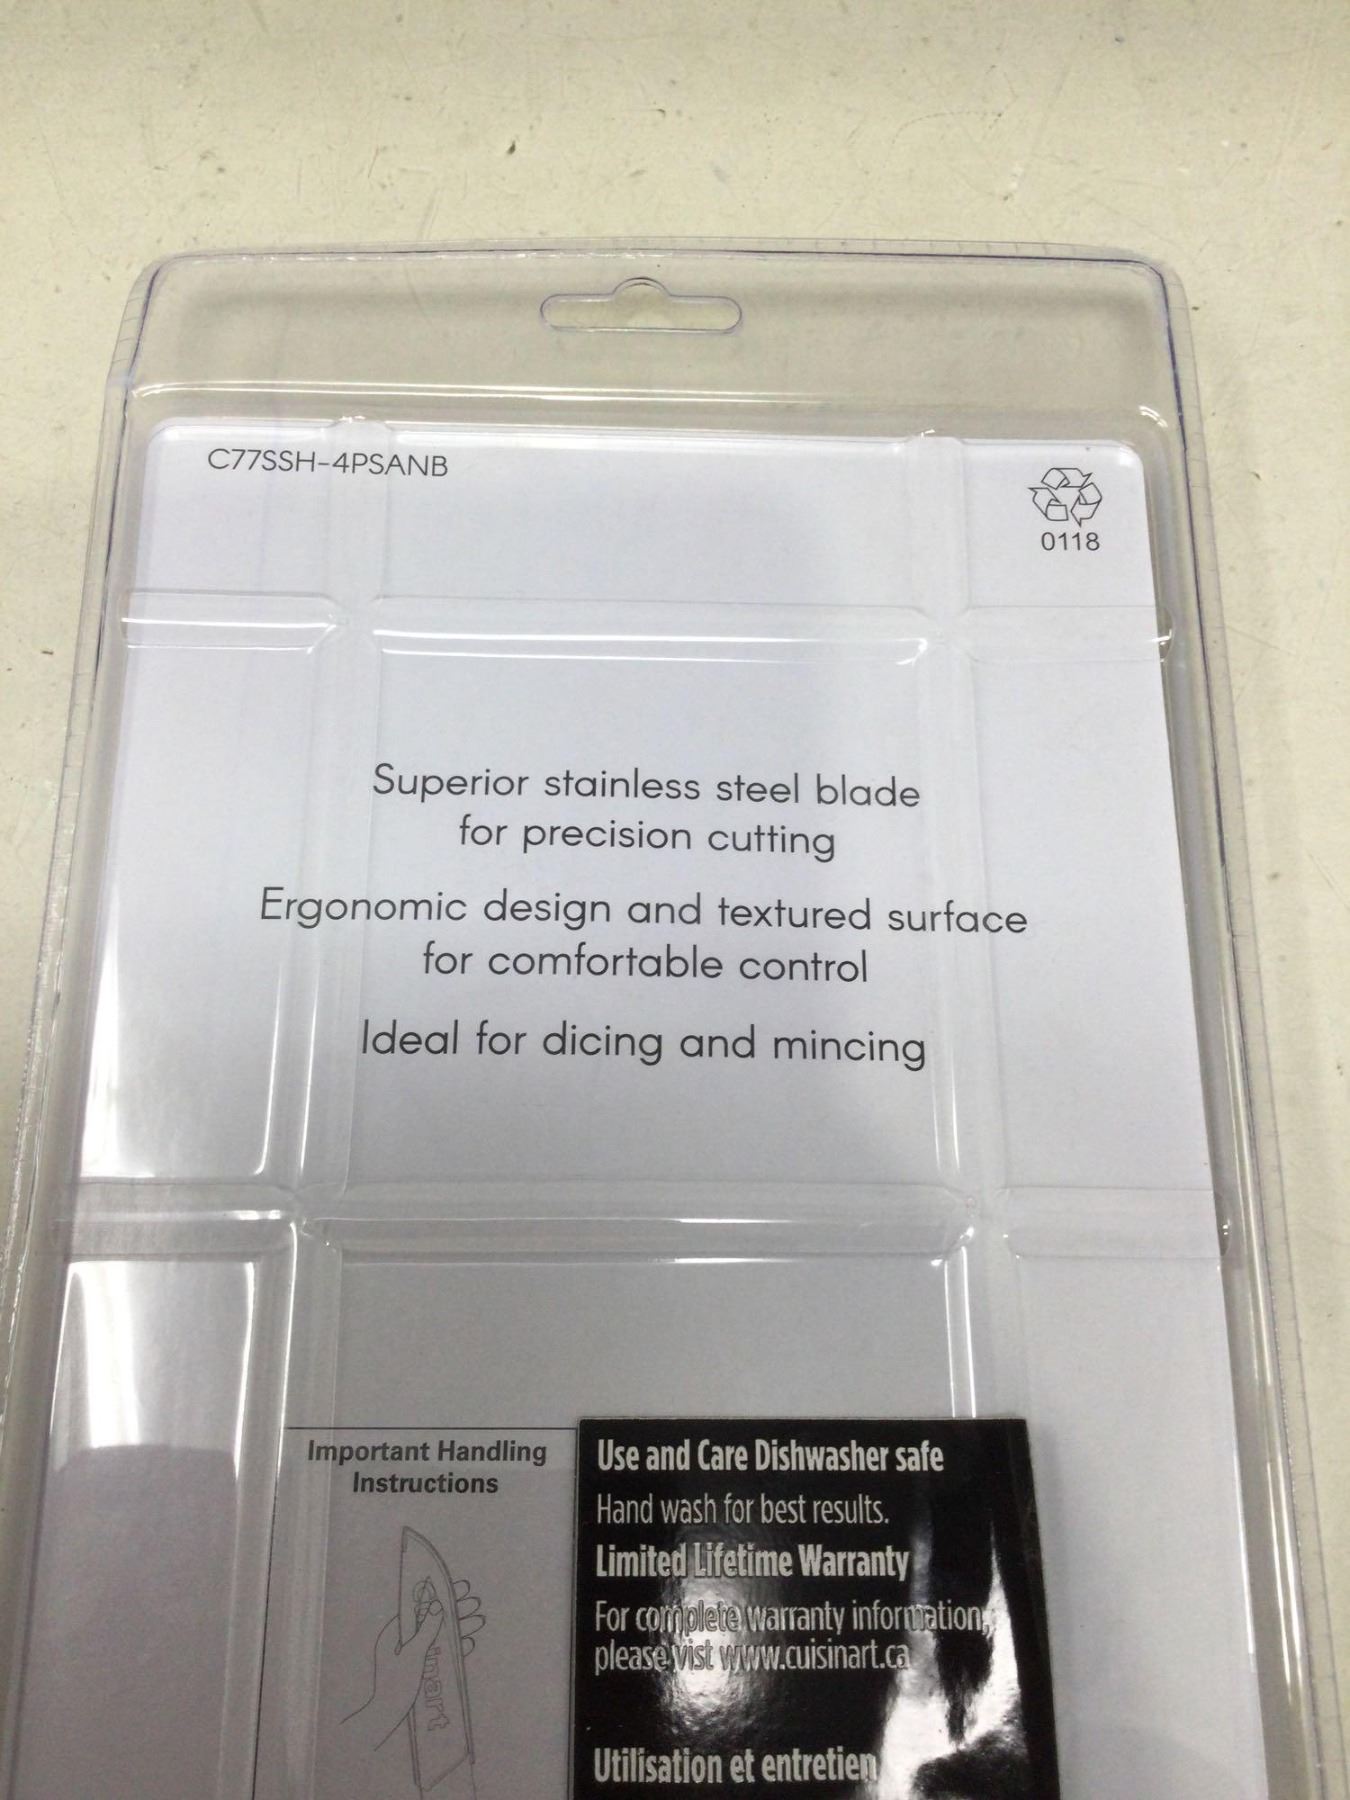 C77SSH-4PSANB
0118
Superior stainless steel blade
for precision cutting
Ergonomic design and textured surface
for comfortable control
Ideal for dicing and mincing
Important Handling
Instructions
inart
Use and Care Dishwasher safe
Hand wash for best results.
Limited Lifetime Warranty
For complete warranty information,
please vist www.cuisinart.ca
Utilisation et entretien